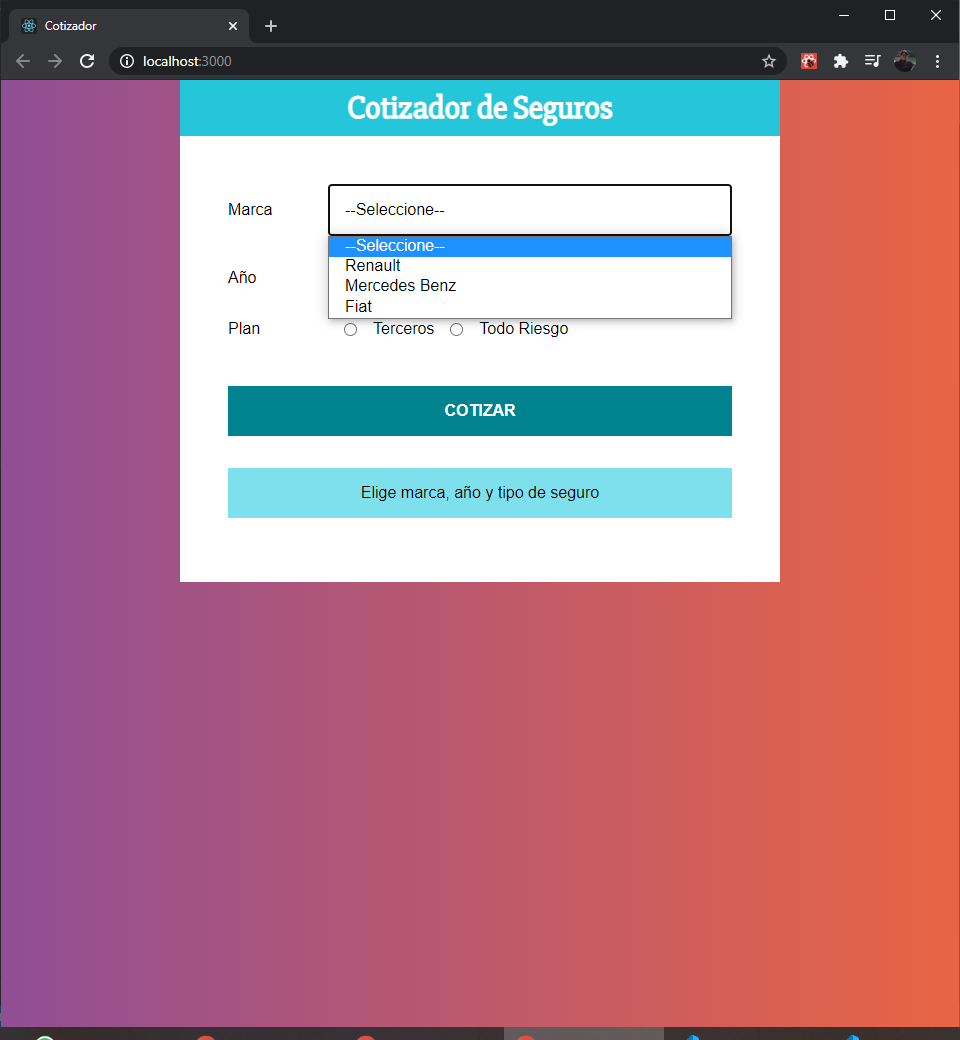 Cotizador
localhost:3000
Cotizador de Seguros
Marca
--Seleccione--
--Seleccione--
Renault
Mercedes Benz
Fiat
Año
Plan
Terceros
Todo Riesgo
COTIZAR
Elige marca, año y tipo de seguro